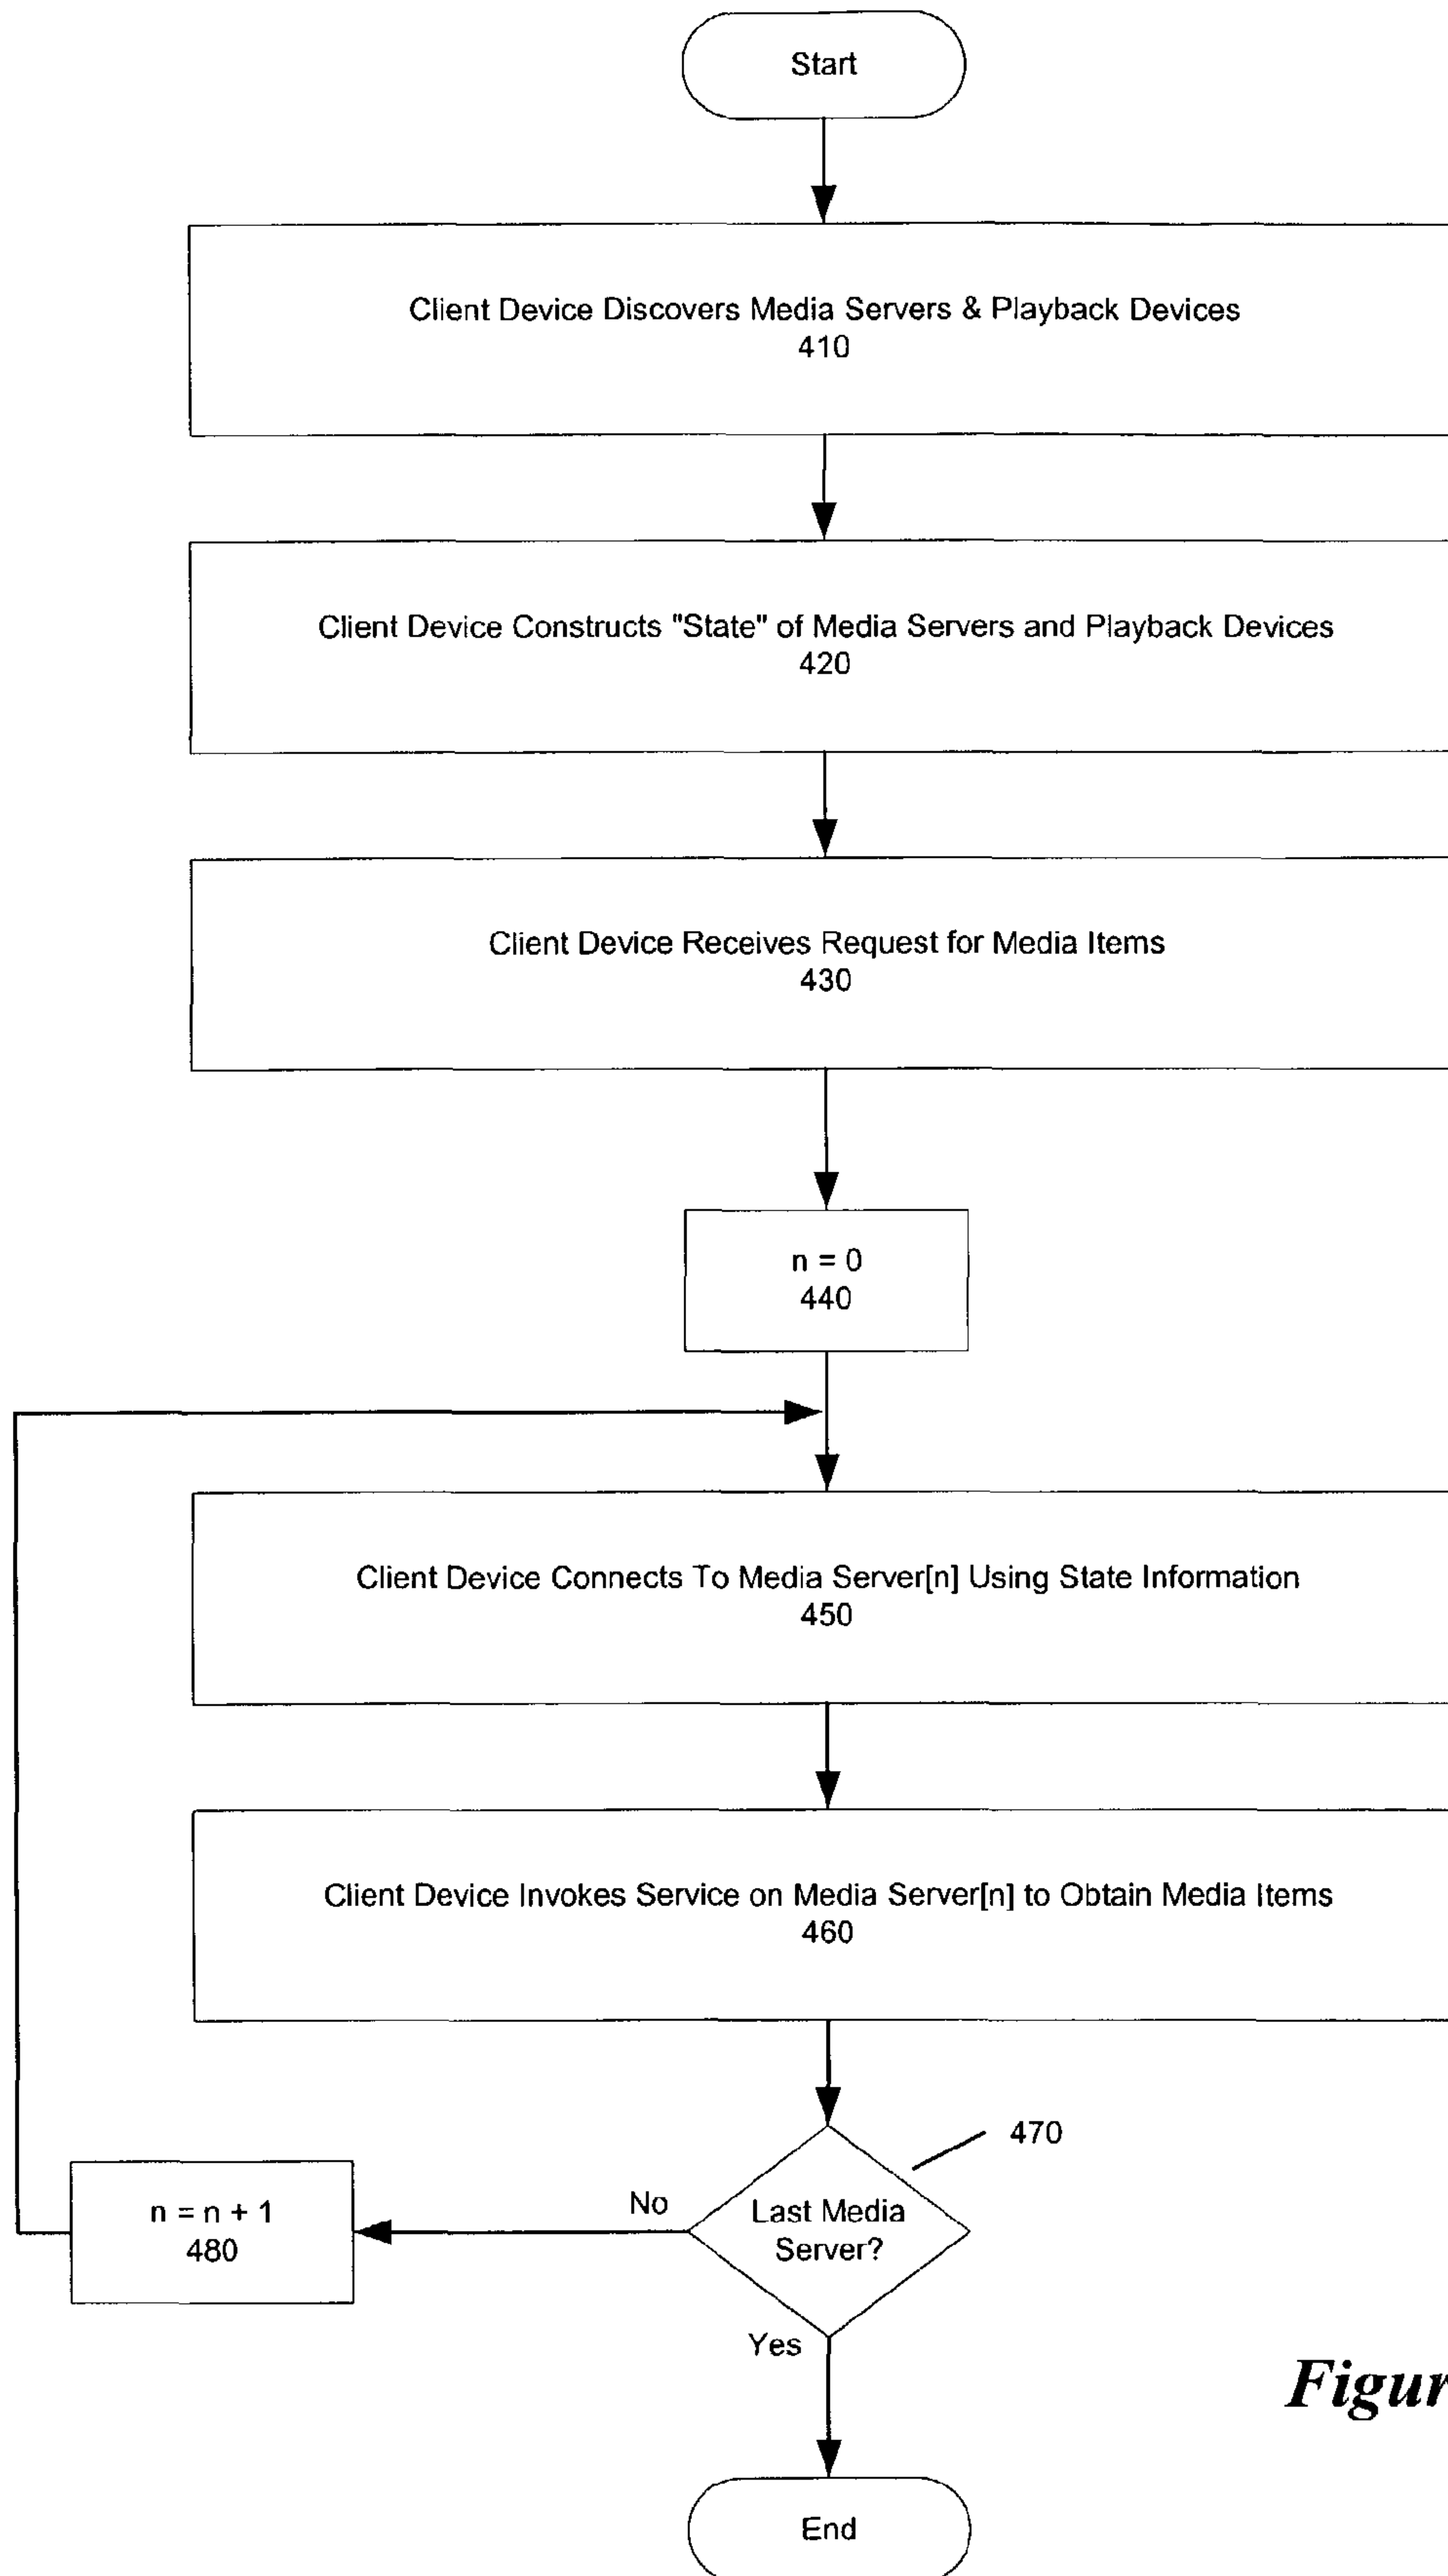 Start
Client Device Discovers Media Servers & Playback Devices
410
Client Device Constructs "State" of Media Servers and Playback Devices
420
Client Device Receives Request for Media Items
430
n = 0
440
Client Device Connects To Media Server[n] Using State Information
450
Client Device Invokes Service on Media Server[n] to Obtain Media Items
460
470
Last Media
Server?
No
n = n + 1
480
Yes
Figur
End